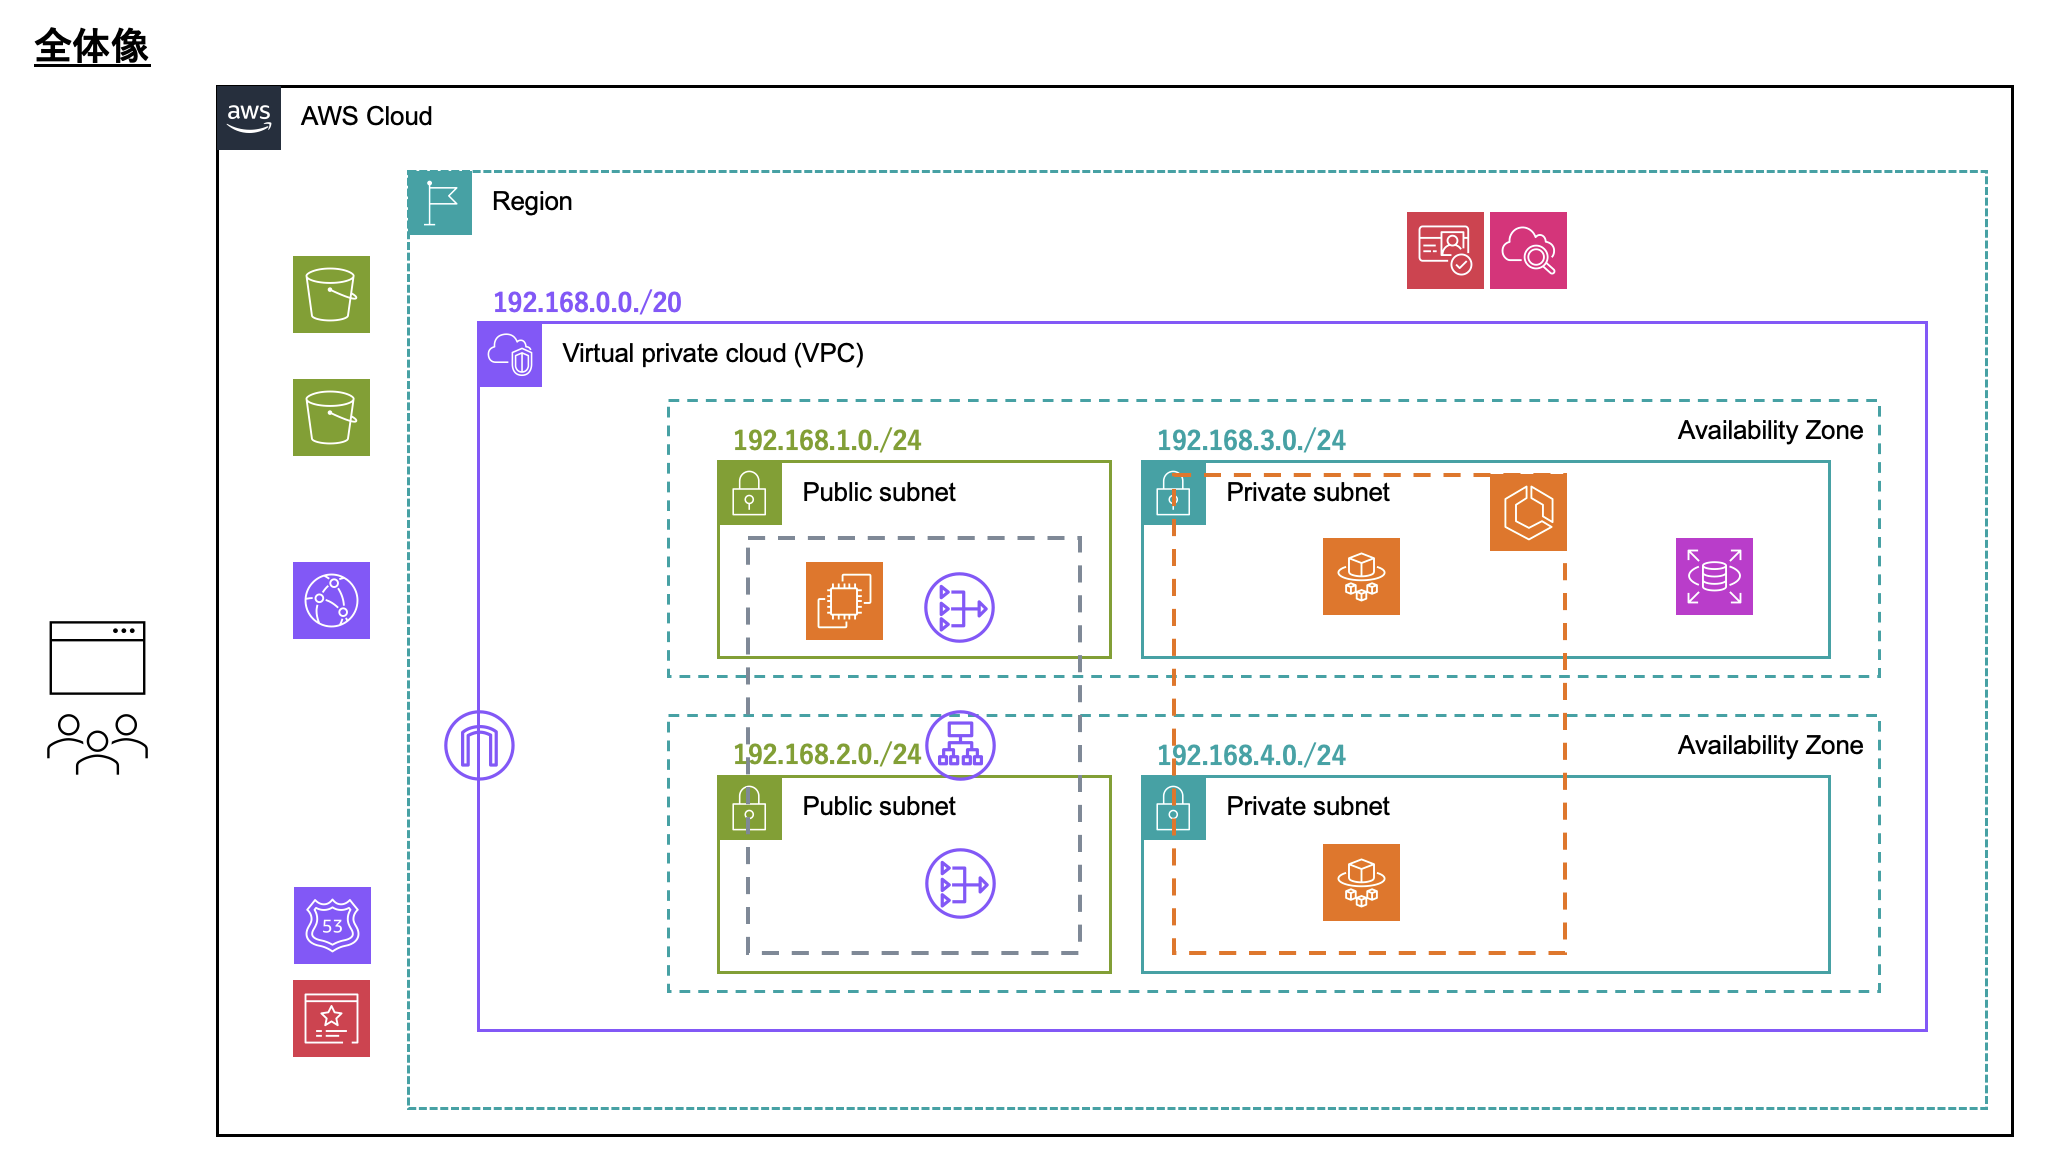 全体像
aws
AWS Cloud
Region
192.168.0.0./20
Virtual private cloud (VPC)
Availability Zone
192.168.1.0./24
192.168.3.0./24
Public subnet
Private subnet
Availability Zone
192.168.2.0./24
192.168.4.0./24
Public subnet
Private subnet
53